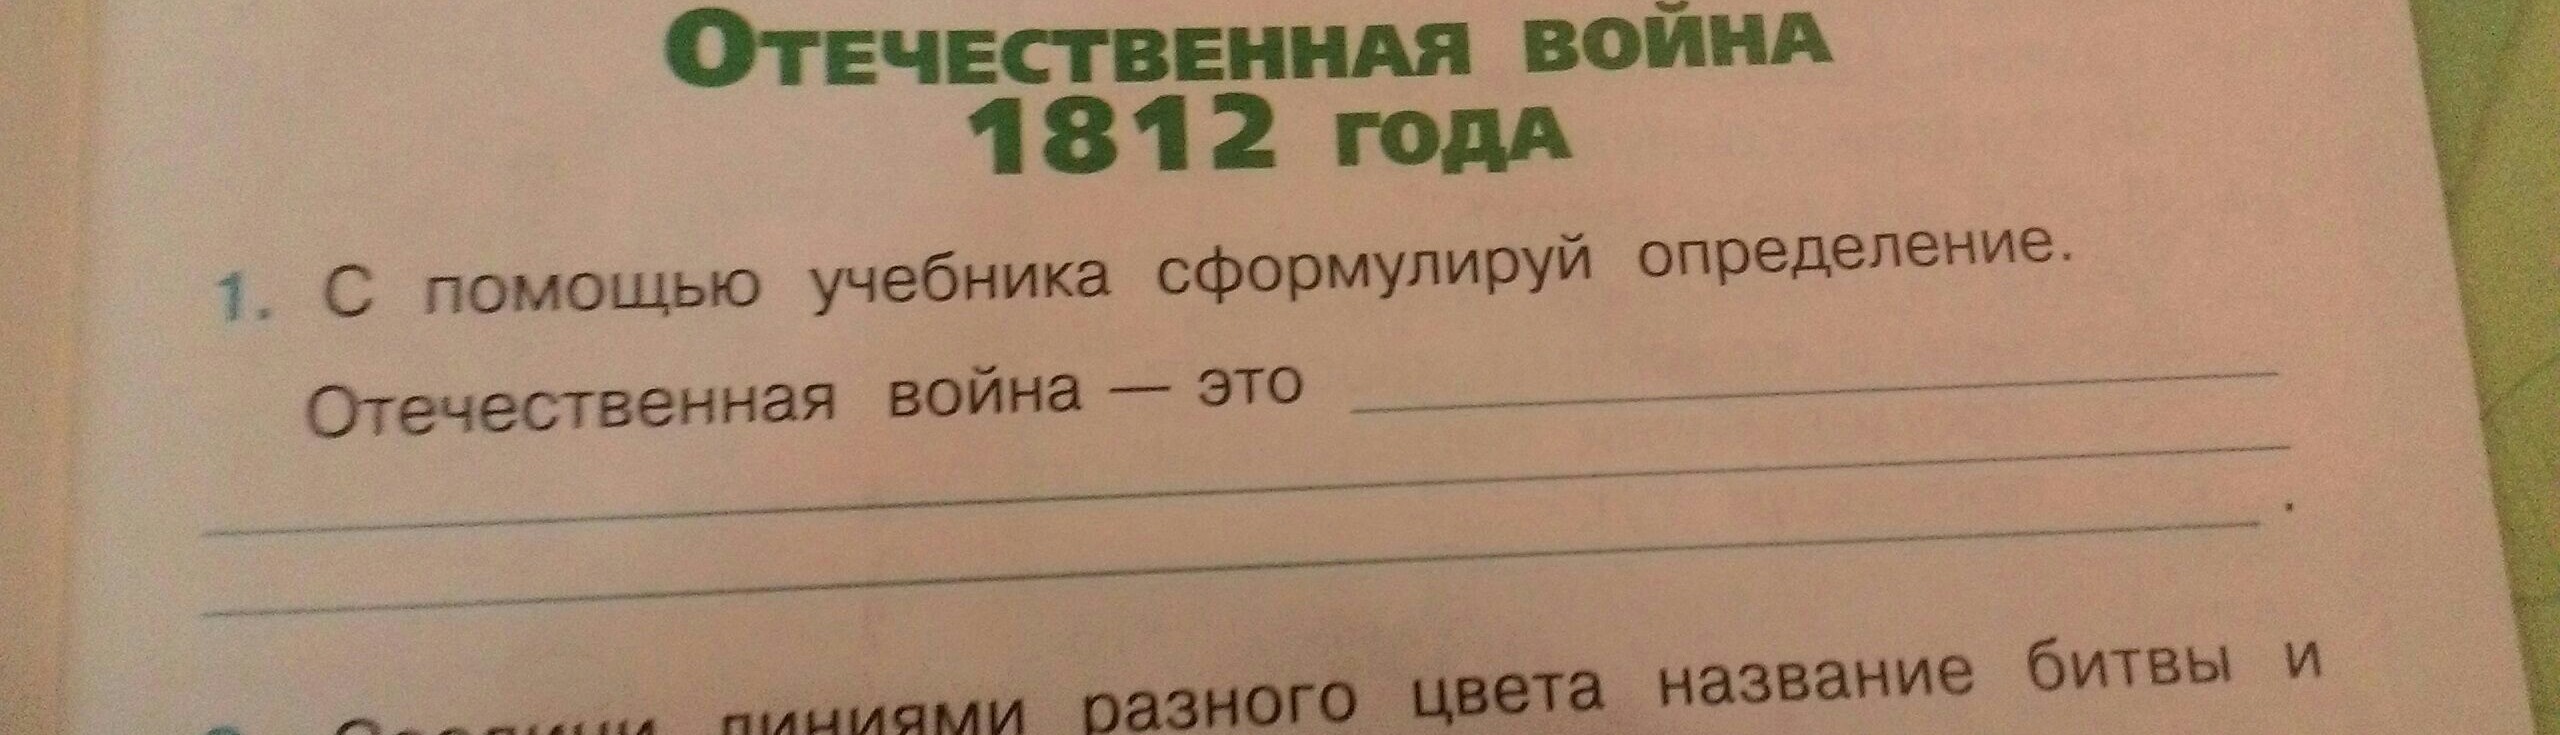 ОТЕЧЕСТВЕННАЯ ВОЙНА
1812 ГОДА
1. С помощью учебника сформулируй определение.
Отечественная война — это
.
линиями разного цвета название битвы и